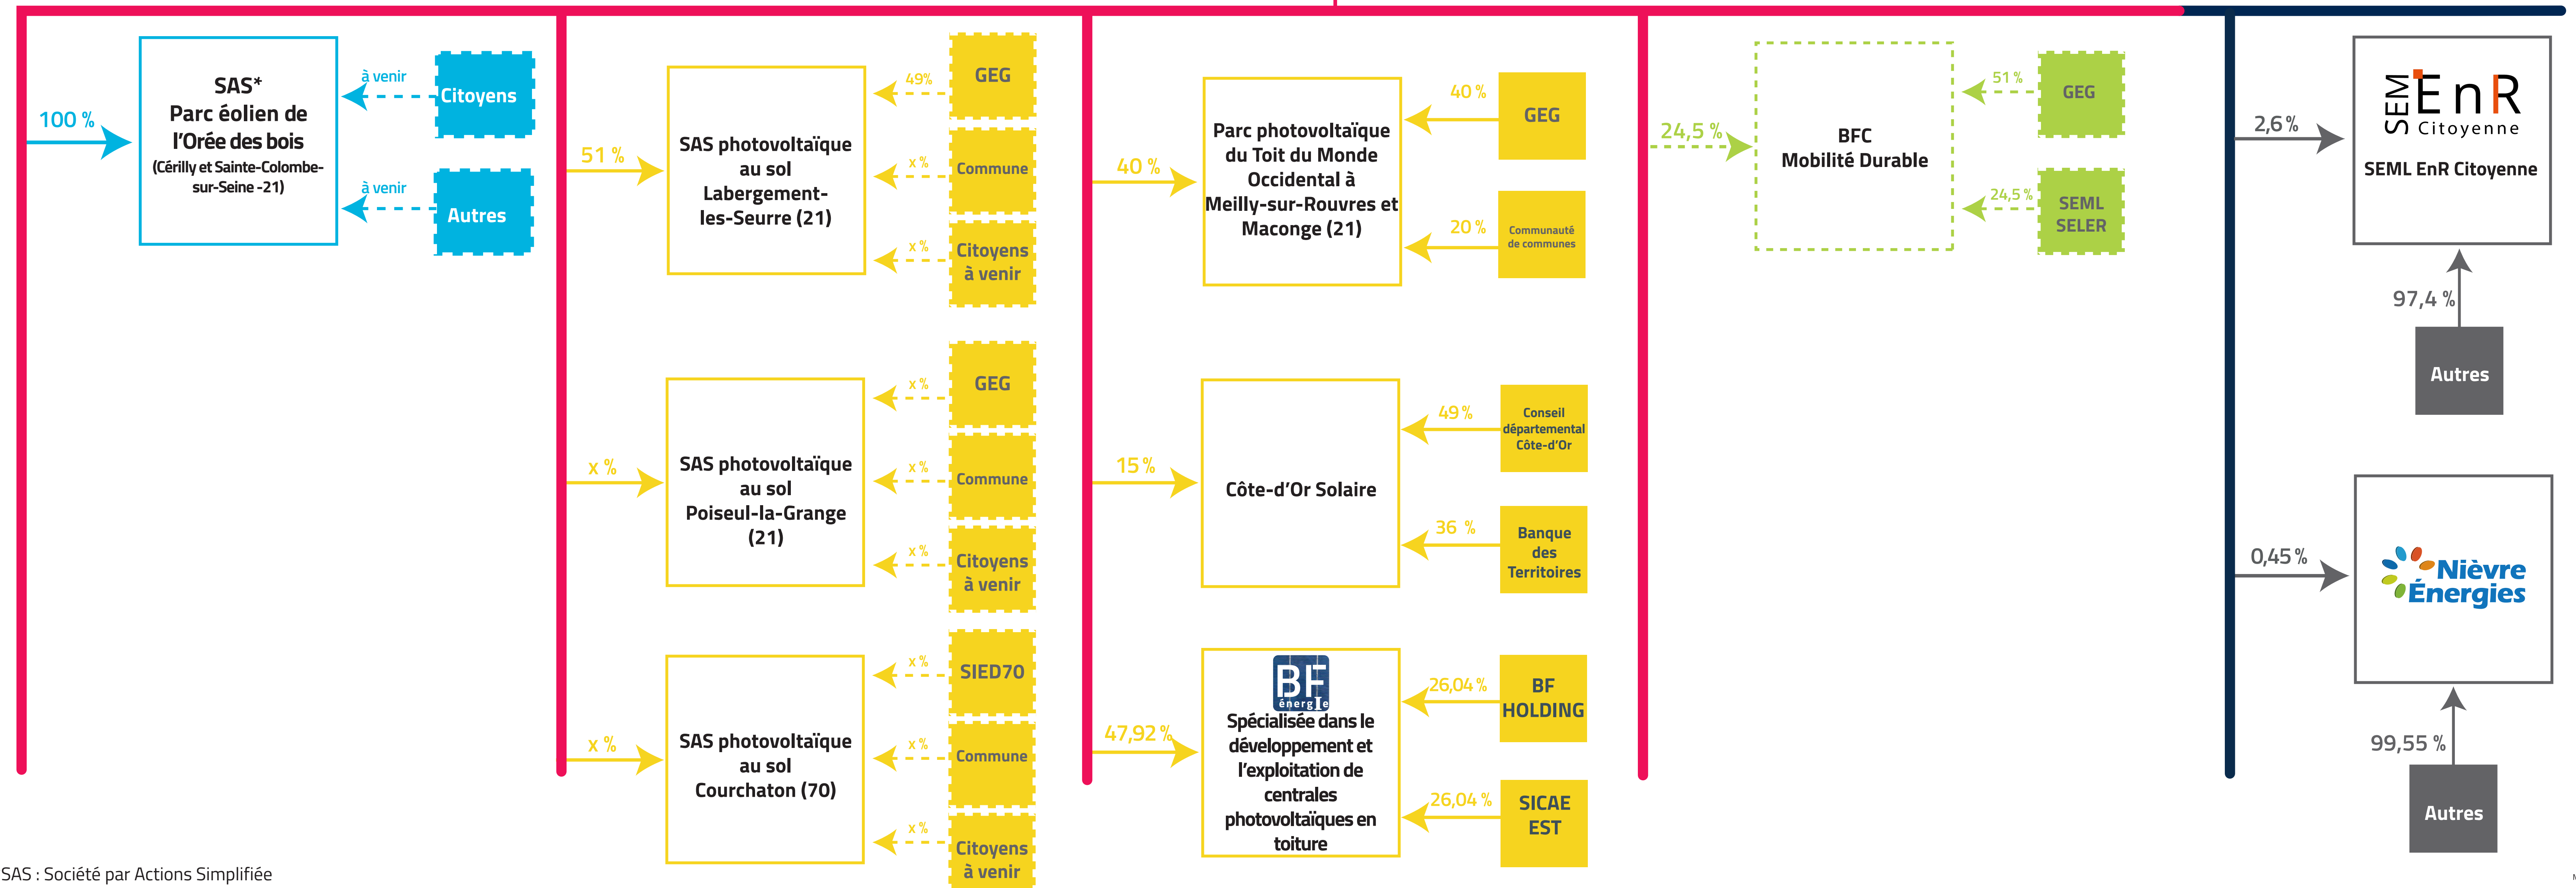 100 %
SAS*
Parc éolien de
l'Orée des bois
(Cérilly et Sainte-Colombe-
sur-Seine -21)
à venir
Citoyens
à venir
Autres
51 %
SAS photovoltaïque
au sol
Labergement-
les-Seurre (21)
49%
GEG
x %
Commune
x %
Citoyens
à venir
x %
SAS photovoltaïque
au sol
Poiseul-la-Grange
(21)
x %
GEG
x %
Commune
x %
Citoyens
à venir
x %
SAS photovoltaïque
au sol
Courchaton (70)
x %
SIED70
x %
Commune
x %
Citoyens
à venir
40 %
Parc photovoltaïque
du Toit du Monde
Occidental à
Meilly-sur-Rouvres et
Maconge (21)
40 %
GEG
20 %
Communauté
de communes
15 %
Côte-d'Or Solaire
49 %
Conseil
départemental
Côte-d'Or
36 %
Banque
des
Territoires
47,92 %
BF
énergIe
Spécialisée dans le
développement et
l'exploitation de
centrales
photovoltaïques en
toiture
26,04 %
BF
HOLDING
26,04 %
SICAE
EST
24,5 %
BFC
Mobilité Durable
51 %
GEG
24,5 %
SEML
SELER
2,6 %
SEM EnR
Citoyenne
SEML EnR Citoyenne
97,4 %
Autres
0,45 %
Nièvre
Énergies
99,55 %
Autres
SAS : Société par Actions Simplifiée